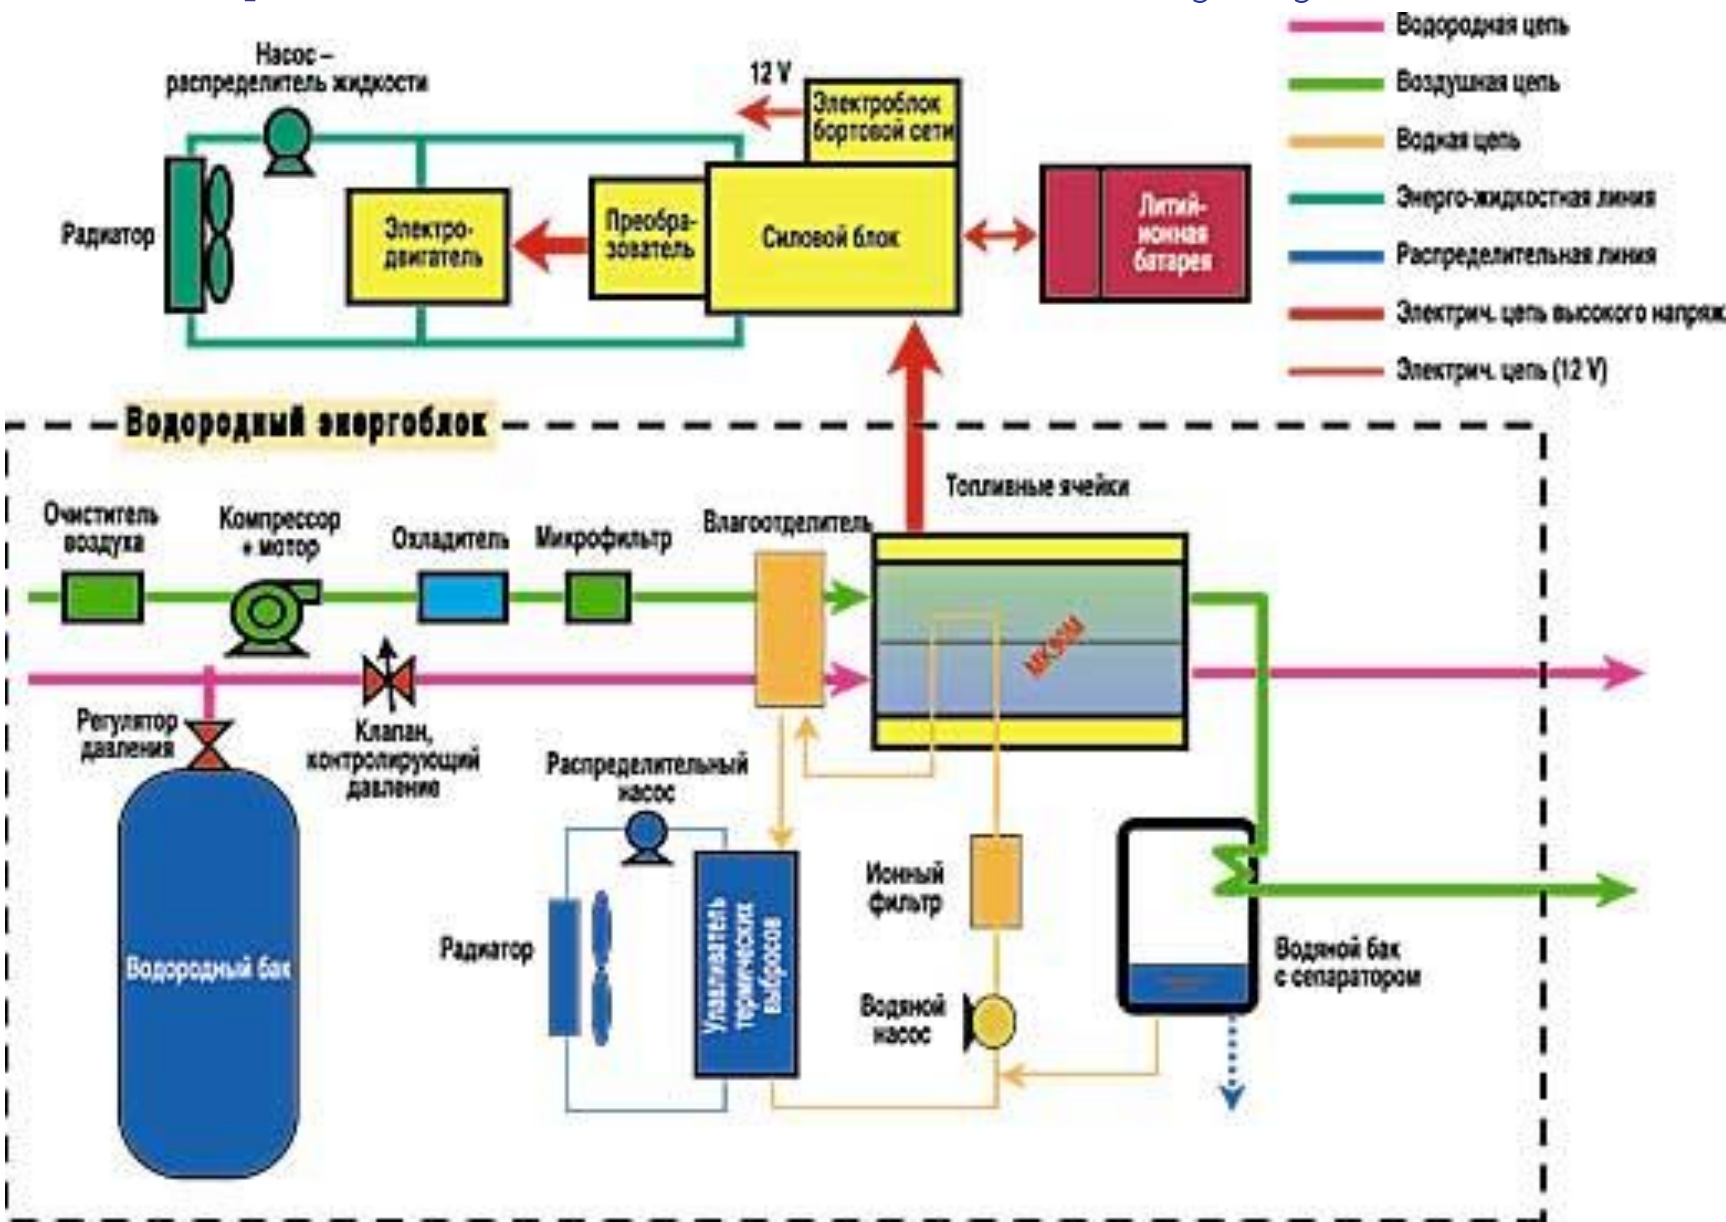 Водородная цепь
Воздушная цепь
Водная цепь
Энерго-жидкостная линия
Распределительная линия
Электрич. цепь высокого напряж.
Электрич. цепь (12 V)
Насос –
распределитель жидкости
12 V
Электроблок
бортовой сети
Радиатор
Электро-
двигатель
Преобра-
зователь
Силовой блок
Литий-
ионная
батарея
Водородный энергоблок
Топливные ячейки
Очиститель
воздуха
Компрессор
+ мотор
Охладитель
Микрофильтр
Влагоотделитель
Регулятор
давления
Клапан,
контролирующий
давление
Распределительный
насос
Водородный бак
Радиатор
Улавливатель
термических
выбросов
Ионный
фильтр
Водяной
насос
Водяной бак
с сепаратором